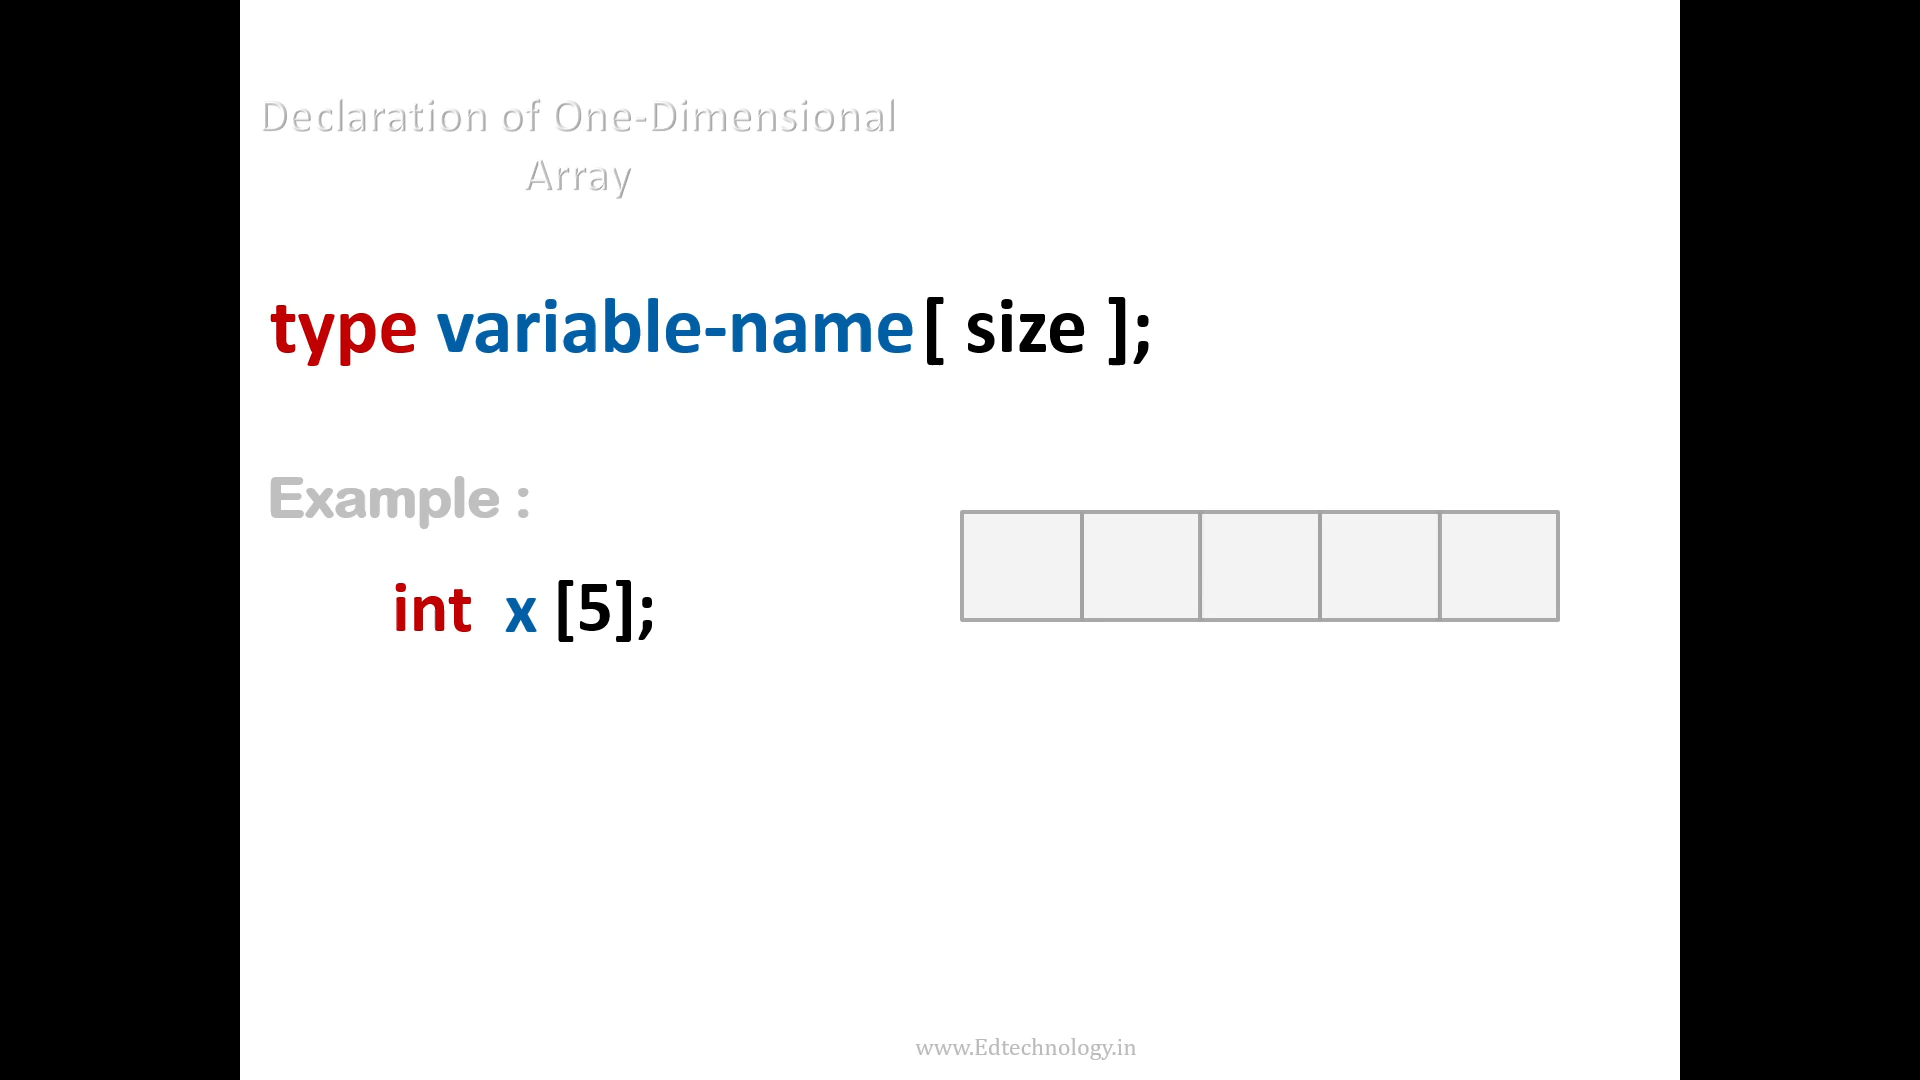 Declaration of One-Dimensional
Array
type variable-name[ size ];
Example :
int x [5];
www.Edtechnology.in